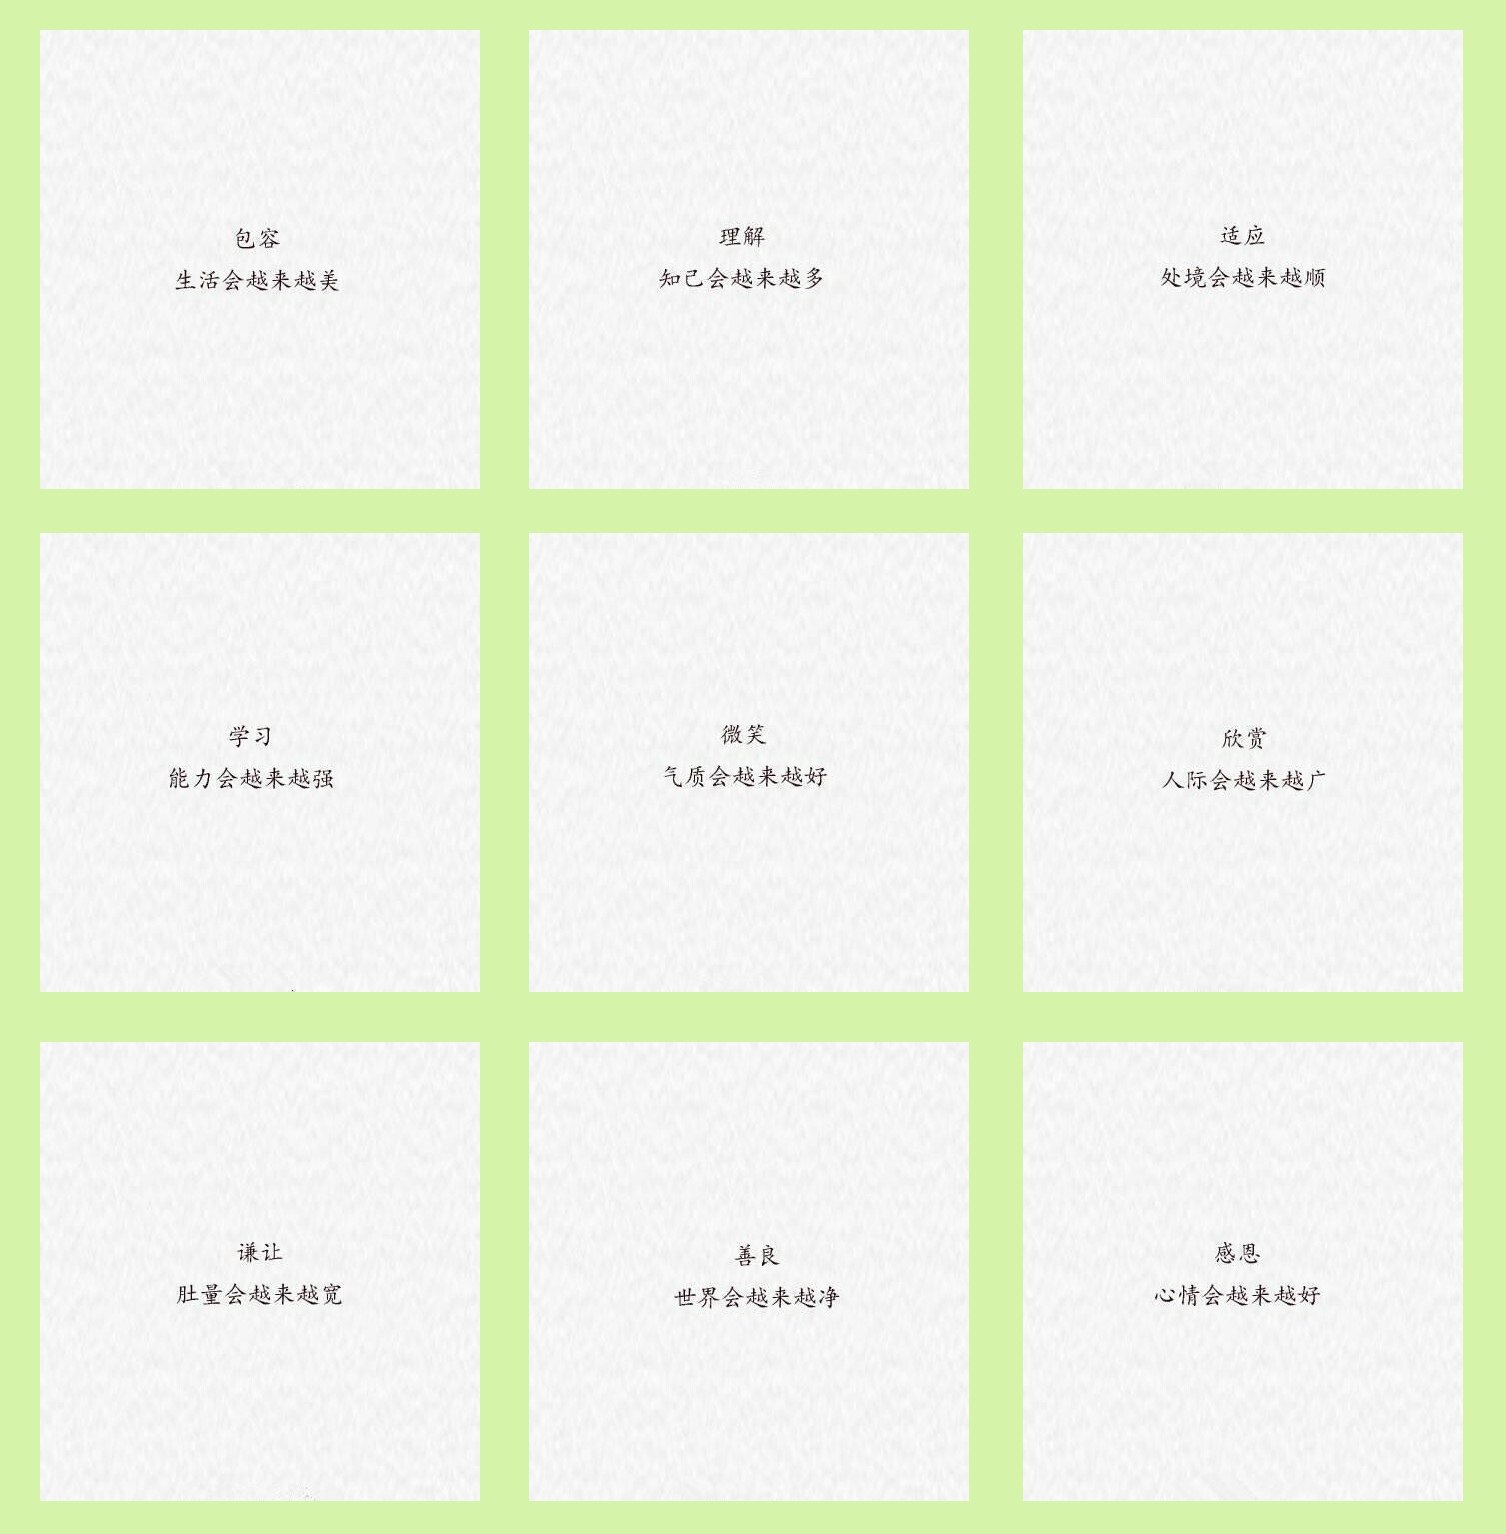 包容
生活会越来越美
理解
知己会越来越多
适应
处境会越来越顺
学习
能力会越来越强
微笑
气质会越来越好
欣赏
人际会越来越广
谦让
肚量会越来越宽
善良
世界会越来越净
感恩
心情会越来越好